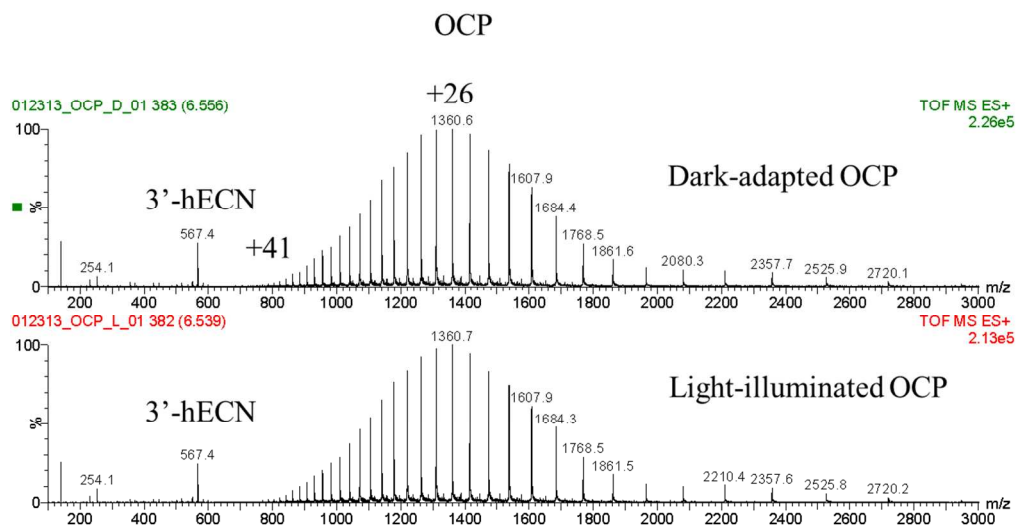 OCP
+26
012313_OCP_D_01 383 (6.556)
TOF MS ES+
2.26e5
1360.6
100
3'-hECN
Dark-adapted OCP
1607.9
%
567.4
+41
1684.4
1768.5
254.1
1861.6
2080.3
2357.7
2525.9
2720.1
0
200 400 600 800 1000 1200 1400 1600 1800 2000 2200 2400 2600 2800 3000 m/z
012313_OCP_L_01 382 (6.539)
TOF MS ES+
2.13e5
1360.7
100
3'-hECN
Light-illuminated OCP
1607.9
%
567.4
1684.3
1768.5
254.1
1861.5
2210.4
2357.6
2525.8
2720.2
0
200 400 600 800 1000 1200 1400 1600 1800 2000 2200 2400 2600 2800 3000 m/z